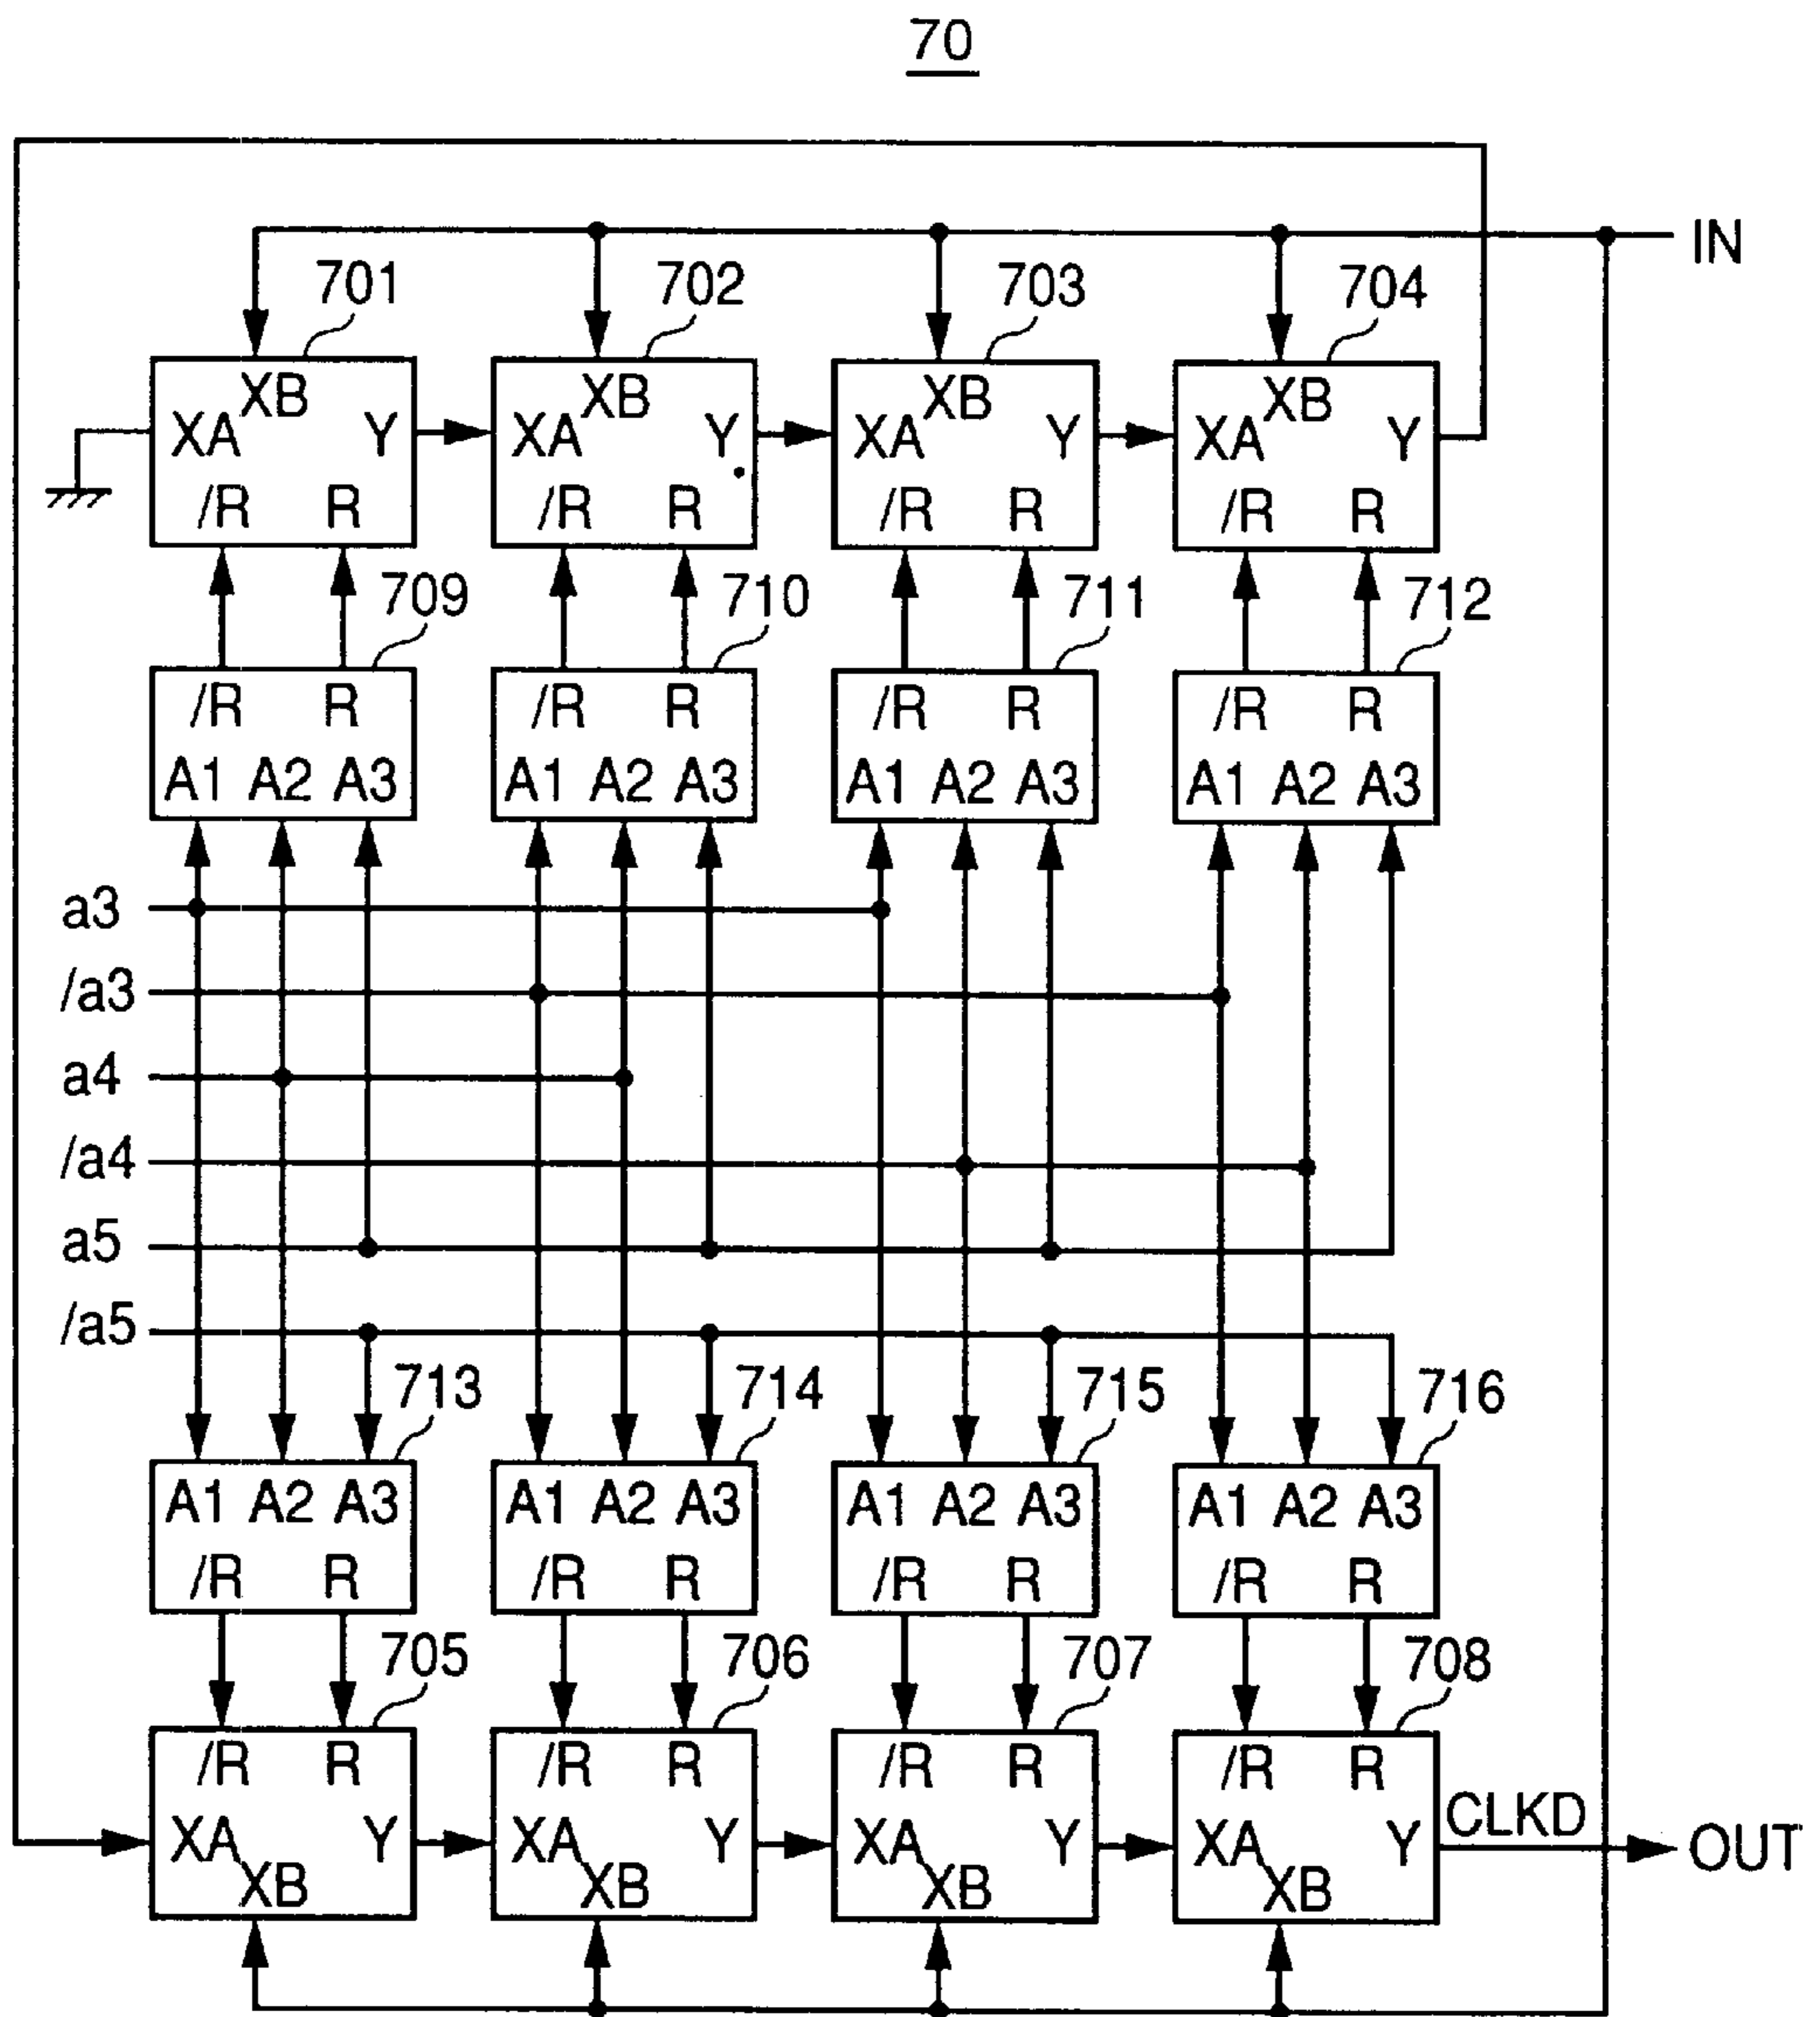 70
IN
701 702 703 704
XB XB XB XB
XA Y XA Y XA Y XA Y
/R R /R R /R R /R R
709 710 711 712
/R R /R R /R R /R R
A1 A2 A3 A1 A2 A3 A1 A2 A3 A1 A2 A3
a3
/a3
a4
/a4
a5
/a5
713 714 715 716
A1 A2 A3 A1 A2 A3 A1 A2 A3 A1 A2 A3
/R R /R R /R R /R R
705 706 707 708
/R R /R R /R R /R R
XA Y XA Y XA Y XA Y CLKD OUT
XB XB XB XB